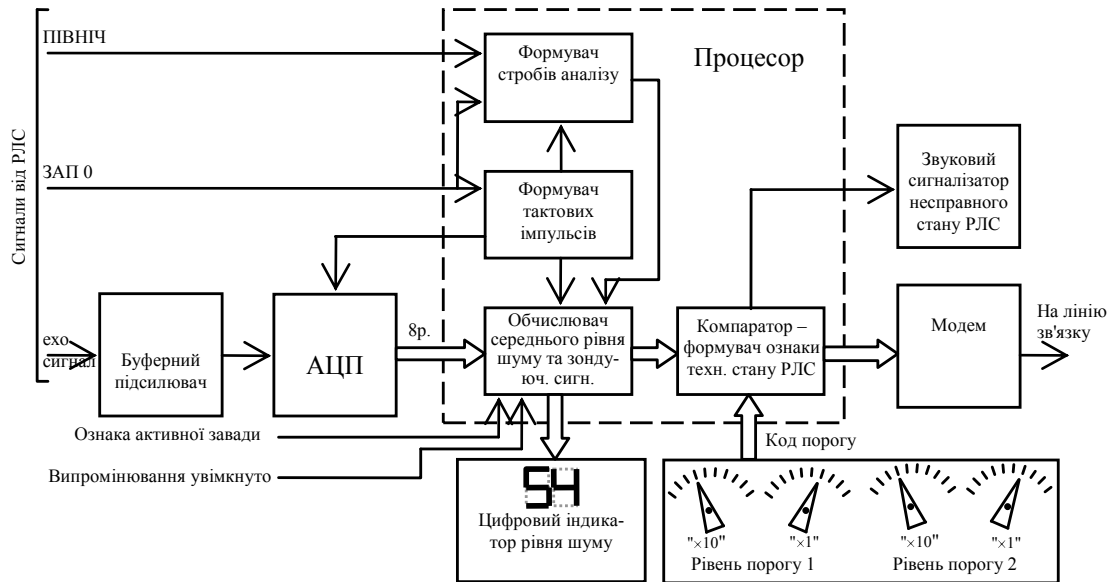 ПІВНІЧ
Формувач
стробів аналізу
Процесор
Сигнали від РЛС
ЗАП 0
Формувач
тактових
імпульсів
Звуковий
сигналізатор
несправного
стану РЛС
ехо
сигнал
Буферний
підсилювач
АЦП
8р.
Обчислювач
середнього рівня
шуму та зонду-
юч. сигн.
Компаратор –
формувач ознаки
техн. стану РЛС
Модем
На лінію
зв'язку
Ознака активної завади
Випромінювання увімкнуто
Код порогу
54
Цифровий індика-
тор рівня шуму
"×10" "×1" "×10" "×1"
Рівень порогу 1 Рівень порогу 2